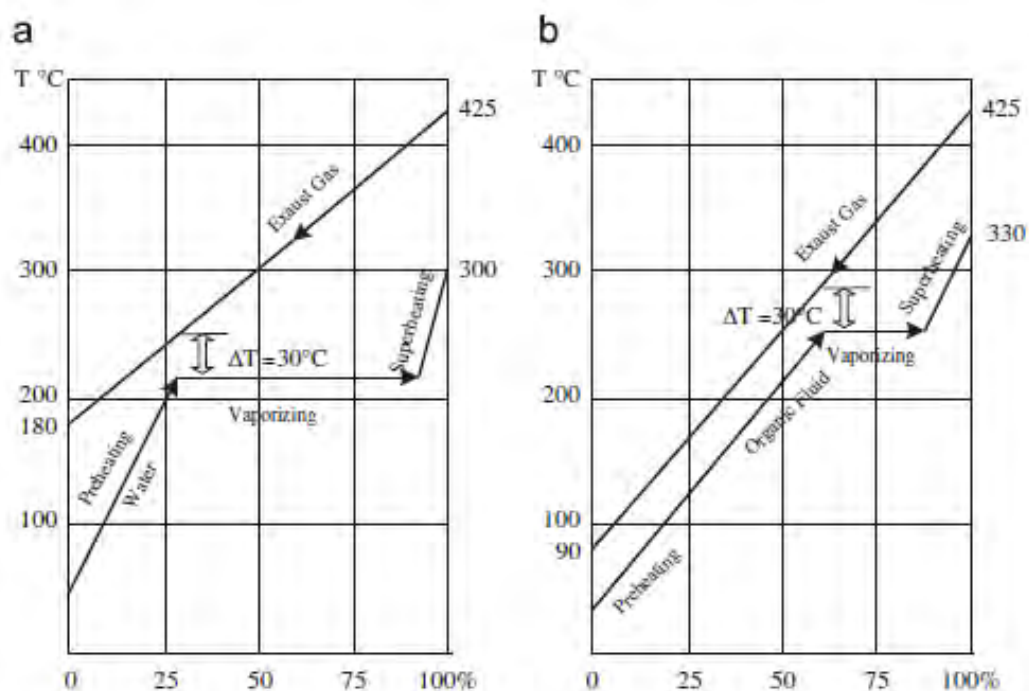 a
T, °C
425
400
Exaust Gas
300
300
Superheating
ΔT = 30°C
200
180
Vaporizing
Preheating
Water
100
0 25 50 75 100%
b
T, °C
425
400
Exaust Gas
330
300
Superheating
ΔT = 30°C
Vaporizing
200
Organic Fluid
100
90
Preheating
0 25 50 75 100%